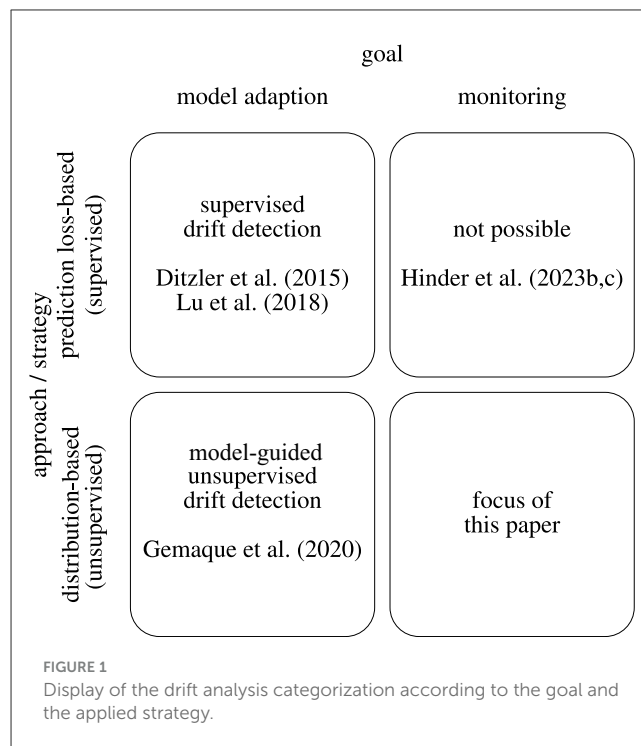 goal
model adaption
monitoring
approach / strategy
prediction loss-based
(supervised)
supervised
drift detection
Ditzler et al. (2015)
Lu et al. (2018)
not possible
Hinder et al. (2023b,c)
distribution-based
(unsupervised)
model-guided
unsupervised
drift detection
Gemaque et al. (2020)
focus of
this paper
FIGURE 1
Display of the drift analysis categorization according to the goal and
the applied strategy.